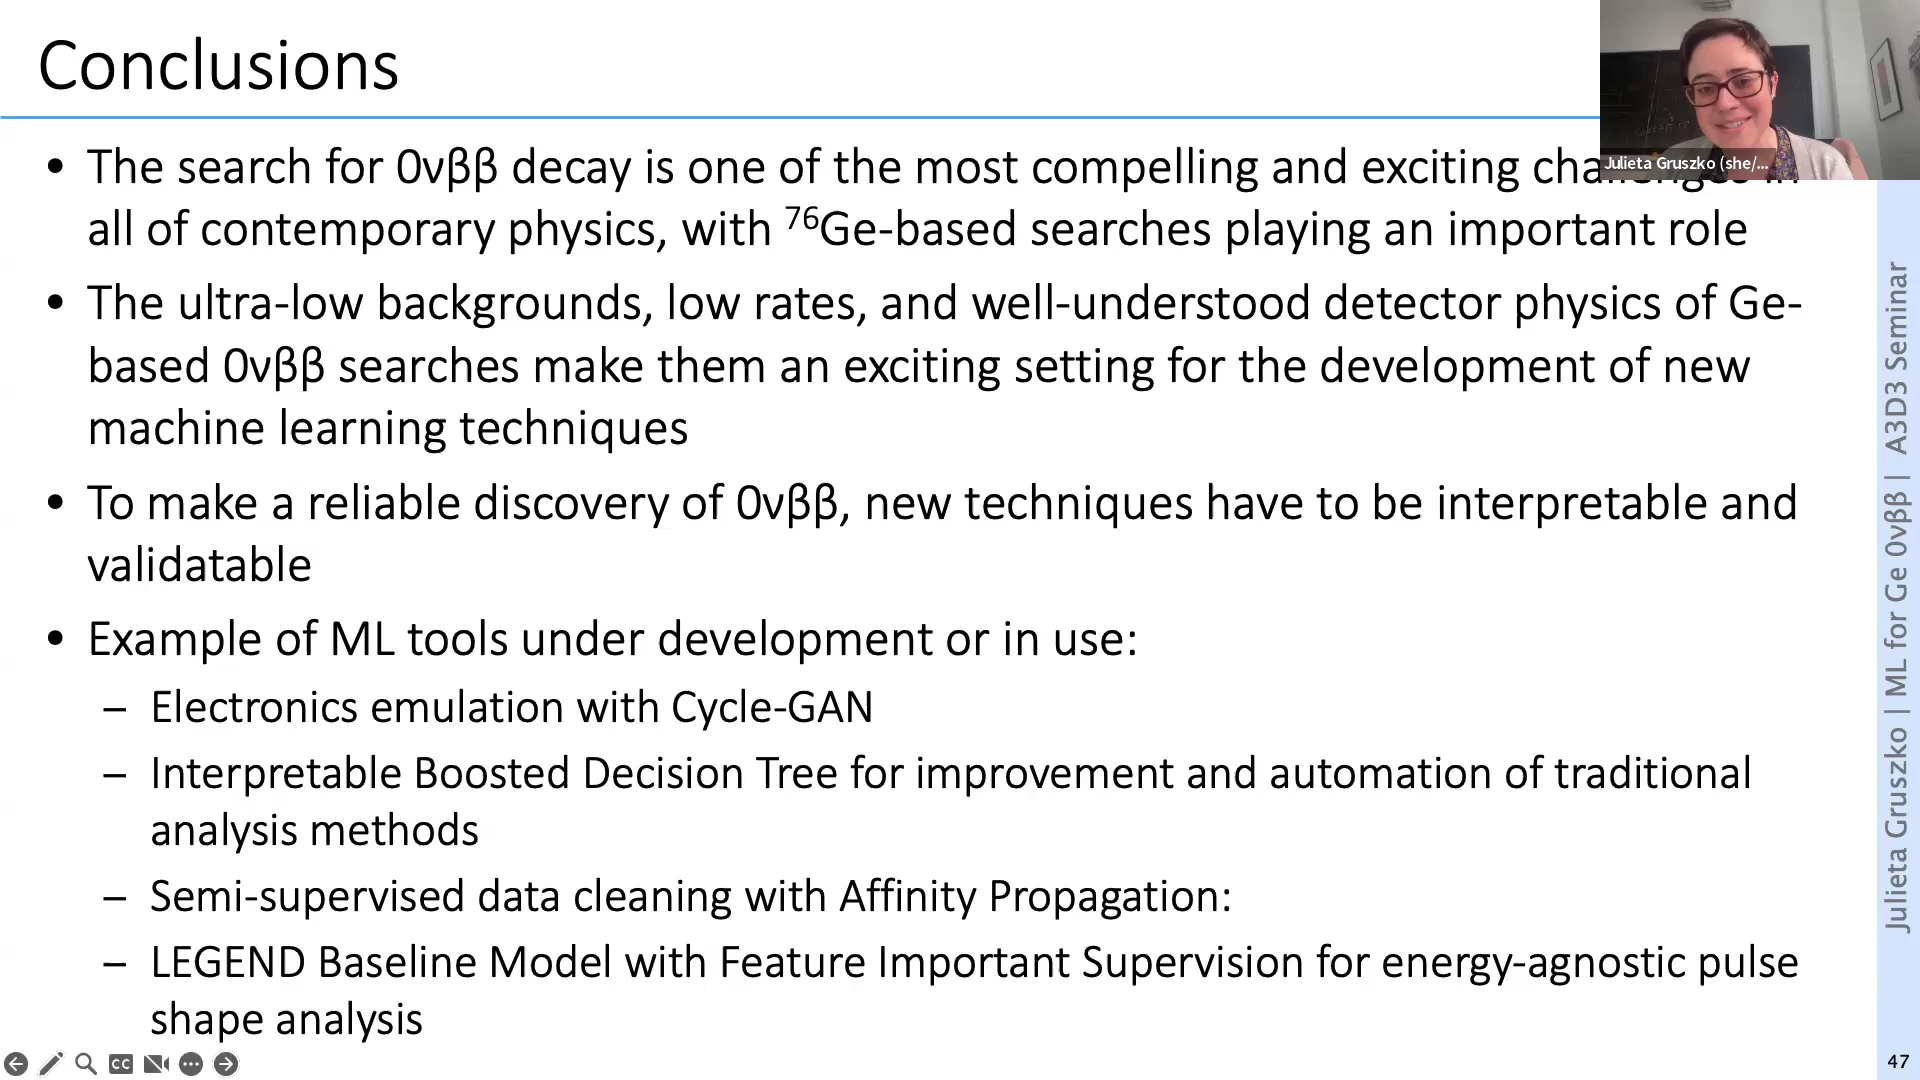 Conclusions
• The search for 0νββ decay is one of the most compelling and exciting challenges in
all of contemporary physics, with ⁷⁶Ge-based searches playing an important role
• The ultra-low backgrounds, low rates, and well-understood detector physics of Ge-
based 0νββ searches make them an exciting setting for the development of new
machine learning techniques
• To make a reliable discovery of 0νββ, new techniques have to be interpretable and
validatable
• Example of ML tools under development or in use:
– Electronics emulation with Cycle-GAN
– Interpretable Boosted Decision Tree for improvement and automation of traditional
analysis methods
– Semi-supervised data cleaning with Affinity Propagation:
– LEGEND Baseline Model with Feature Important Supervision for energy-agnostic pulse
shape analysis
Julieta Gruszko (she/...
Julieta Gruszko | ML for Ge 0νββ | A3D3 Seminar
CC
47